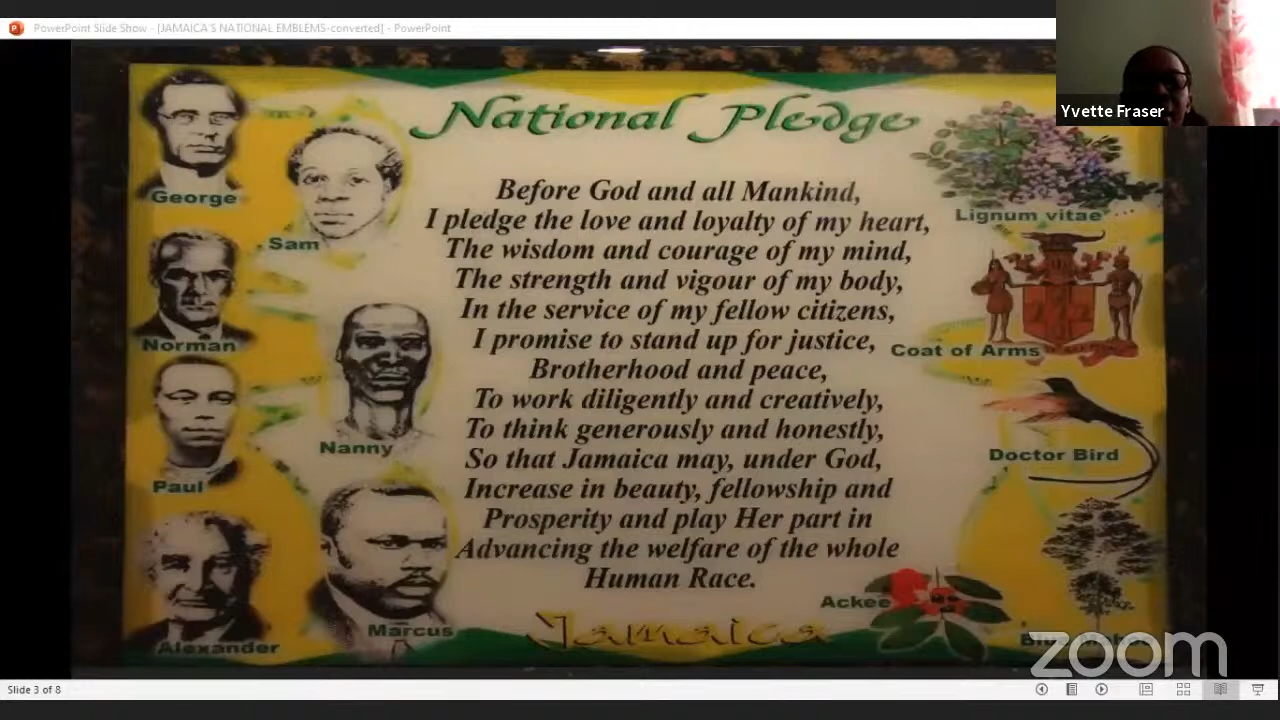 PowerPoint Slide Show - [JAMAICA'S NATIONAL EMBLEMS-converted] - PowerPoint
Yvette Fraser
National Pledge
George
Sam
Norman
Nanny
Paul
Marcus
Alexander
Before God and all Mankind,
I pledge the love and loyalty of my heart,
The wisdom and courage of my mind,
The strength and vigour of my body,
In the service of my fellow citizens,
I promise to stand up for justice,
Brotherhood and peace,
To work diligently and creatively,
To think generously and honestly,
So that Jamaica may, under God,
Increase in beauty, fellowship and
Prosperity and play Her part in
Advancing the welfare of the whole
Human Race.
Jamaica
Lignum vitae
Coat of Arms
Doctor Bird
Ackee
zoom
Slide 3 of 8